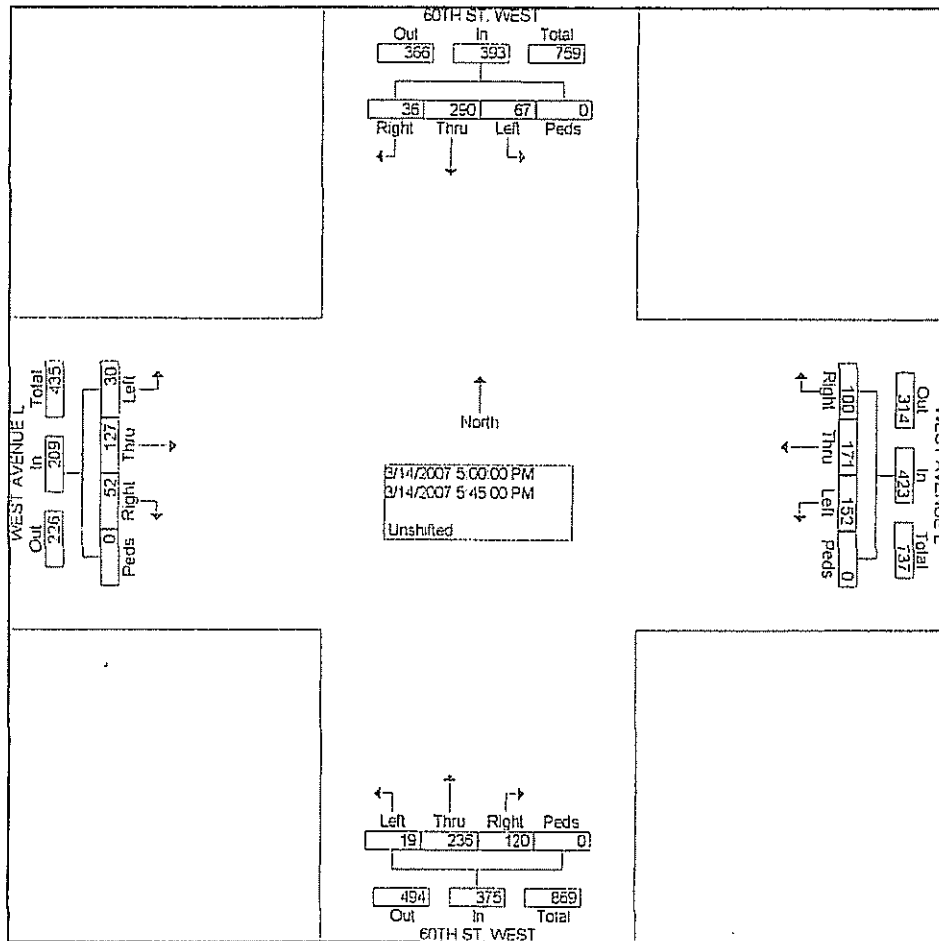 60TH ST. WEST
Out In Total
366 393 759
36 290 67 0
Right Thru Left Peds
WEST AVENUE L
Out In Total
226 209 435
Peds Right Thru Left
0 52 127 30
North
3/14/2007 5:00:00 PM
3/14/2007 5:45:00 PM
Unshifted
Right Thru Left Peds
100 171 152 0
Out In Total
314 423 737
WEST AVENUE L
Left Thru Right Peds
19 236 120 0
494 375 869
Out In Total
60TH ST. WEST